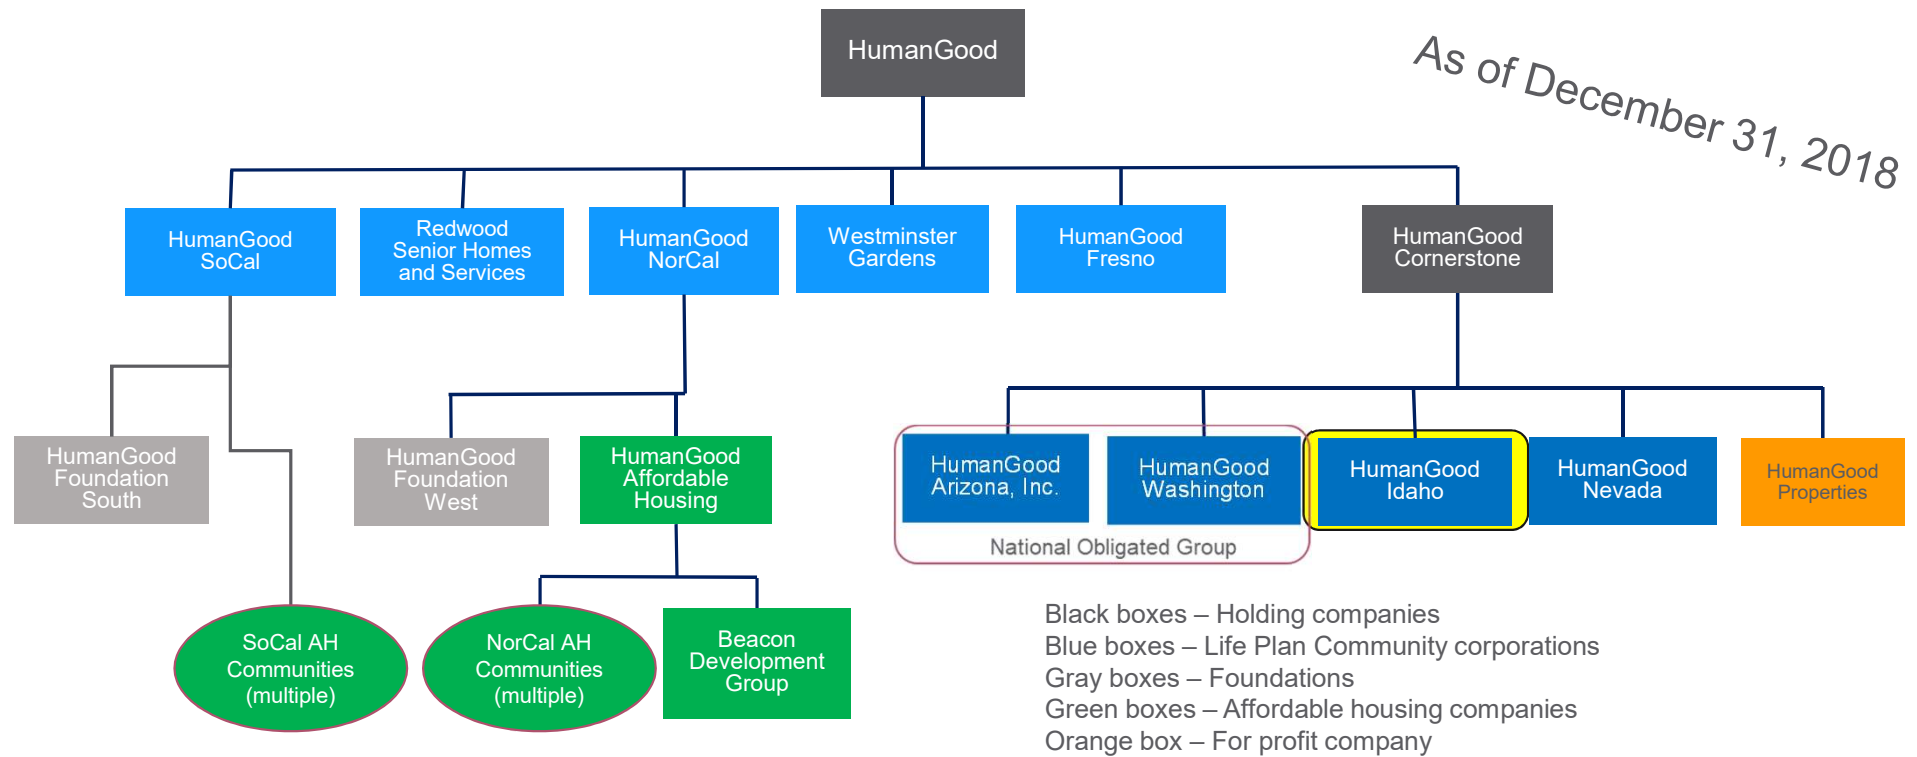 HumanGood
As of December 31, 2018
HumanGood
SoCal
Redwood
Senior Homes
and Services
HumanGood
NorCal
Westminster
Gardens
HumanGood
Fresno
HumanGood
Cornerstone
HumanGood
Foundation
South
HumanGood
Foundation
West
HumanGood
Affordable
Housing
HumanGood
Arizona, Inc.
HumanGood
Washington
HumanGood
Idaho
HumanGood
Nevada
HumanGood
Properties
National Obligated Group
SoCal AH
Communities
(multiple)
NorCal AH
Communities
(multiple)
Beacon
Development
Group
Black boxes – Holding companies
Blue boxes – Life Plan Community corporations
Gray boxes – Foundations
Green boxes – Affordable housing companies
Orange box – For profit company